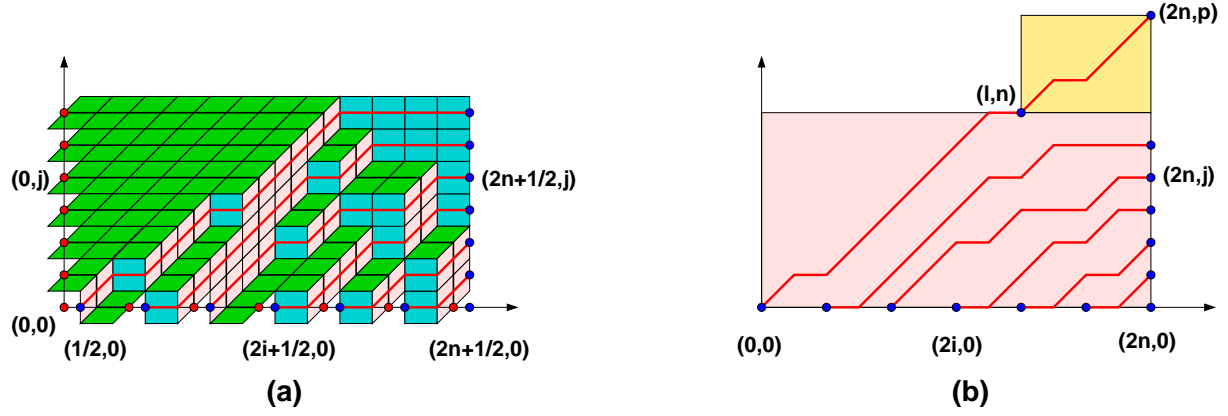 (2n,p)
(l,n)
(0,j)
(2n+1/2,j)
(2n,j)
(0,0)
(1/2,0)
(2i+1/2,0)
(2n+1/2,0)
(0,0)
(2i,0)
(2n,0)
(a)
(b)